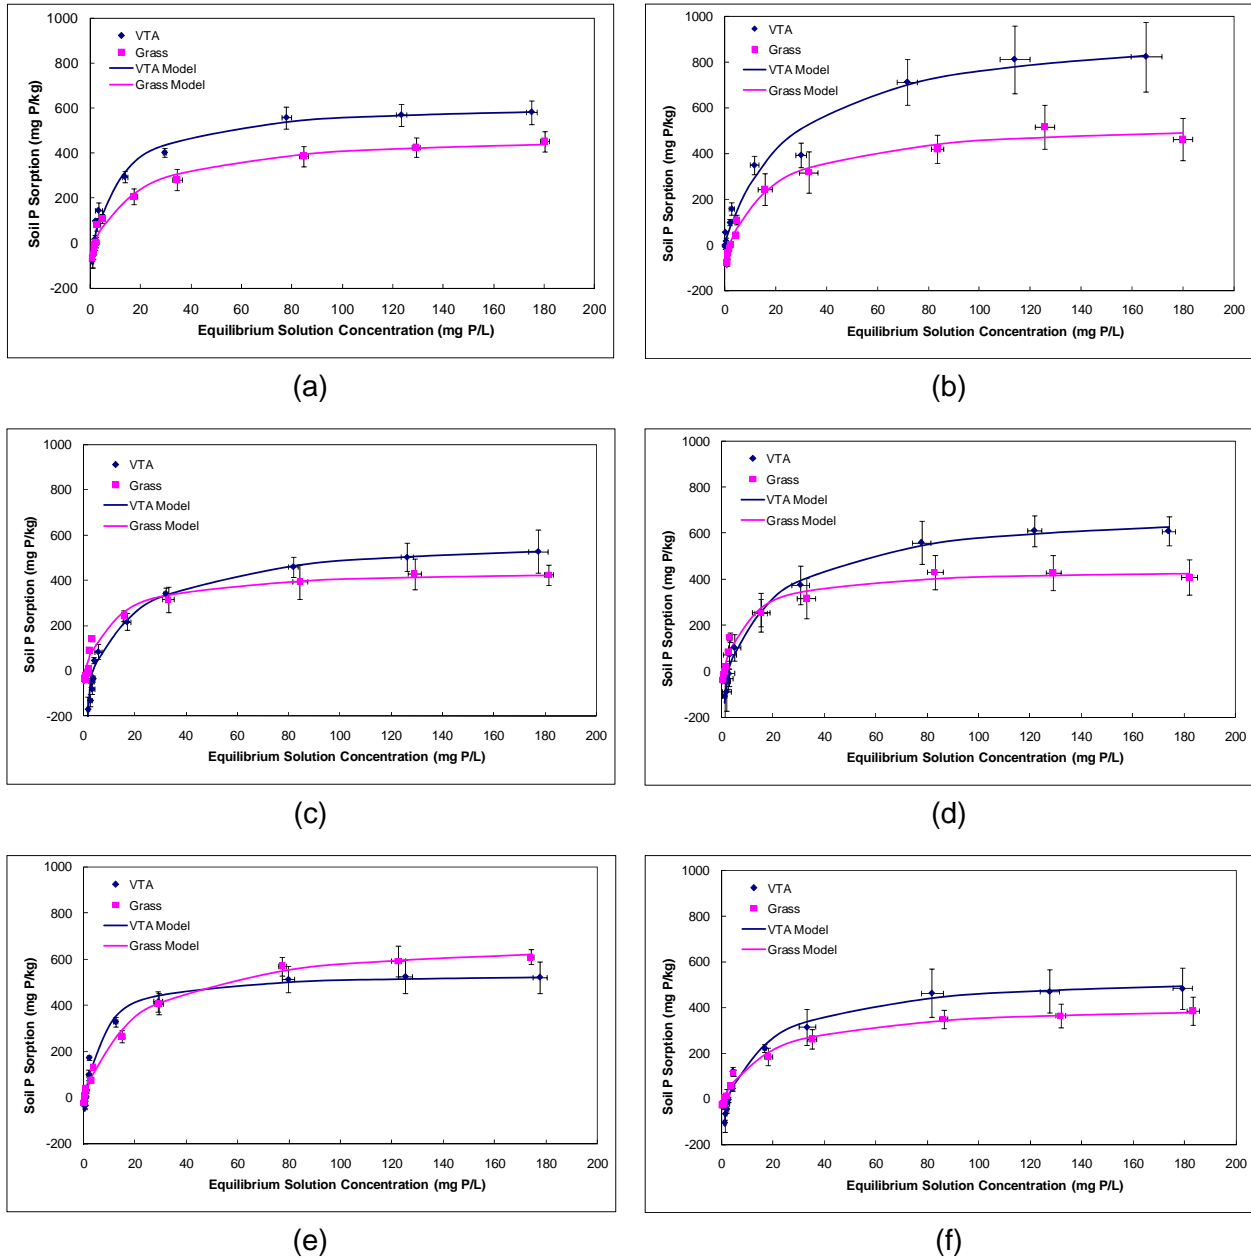 1000
800
600
400
200
0
-200
Soil P Sorption (mg P/kg)
VTA
Grass
VTA Model
Grass Model
0 20 40 60 80 100 120 140 160 180 200
Equilibrium Solution Concentration (mg P/L)
(a)
1000
800
600
400
200
0
-200
Soil P Sorption (mg P/kg)
VTA
Grass
VTA Model
Grass Model
0 20 40 60 80 100 120 140 160 180 200
Equilibrium Solution Concentration (mg P/L)
(b)
1000
800
600
400
200
0
-200
Soil P Sorption (mg P/kg)
VTA
Grass
VTA Model
Grass Model
0 20 40 60 80 100 120 140 160 180 200
Equilibrium Solution Concentration (mg P/L)
(c)
1000
800
600
400
200
0
-200
Soil P Sorption (mg P/kg)
VTA
Grass
VTA Model
Grass Model
0 20 40 60 80 100 120 140 160 180 200
Equilibrium Solution Concentration (mg P/L)
(d)
1000
800
600
400
200
0
-200
Soil P Sorption (mg P/kg)
VTA
Grass
VTA Model
Grass Model
0 20 40 60 80 100 120 140 160 180 200
Equilibrium Solution Concentration (mg P/L)
(e)
1000
800
600
400
200
0
-200
Soil P Sorption (mg P/kg)
VTA
Grass
VTA Model
Grass Model
0 20 40 60 80 100 120 140 160 180 200
Equilibrium Solution Concentration (mg P/L)
(f)